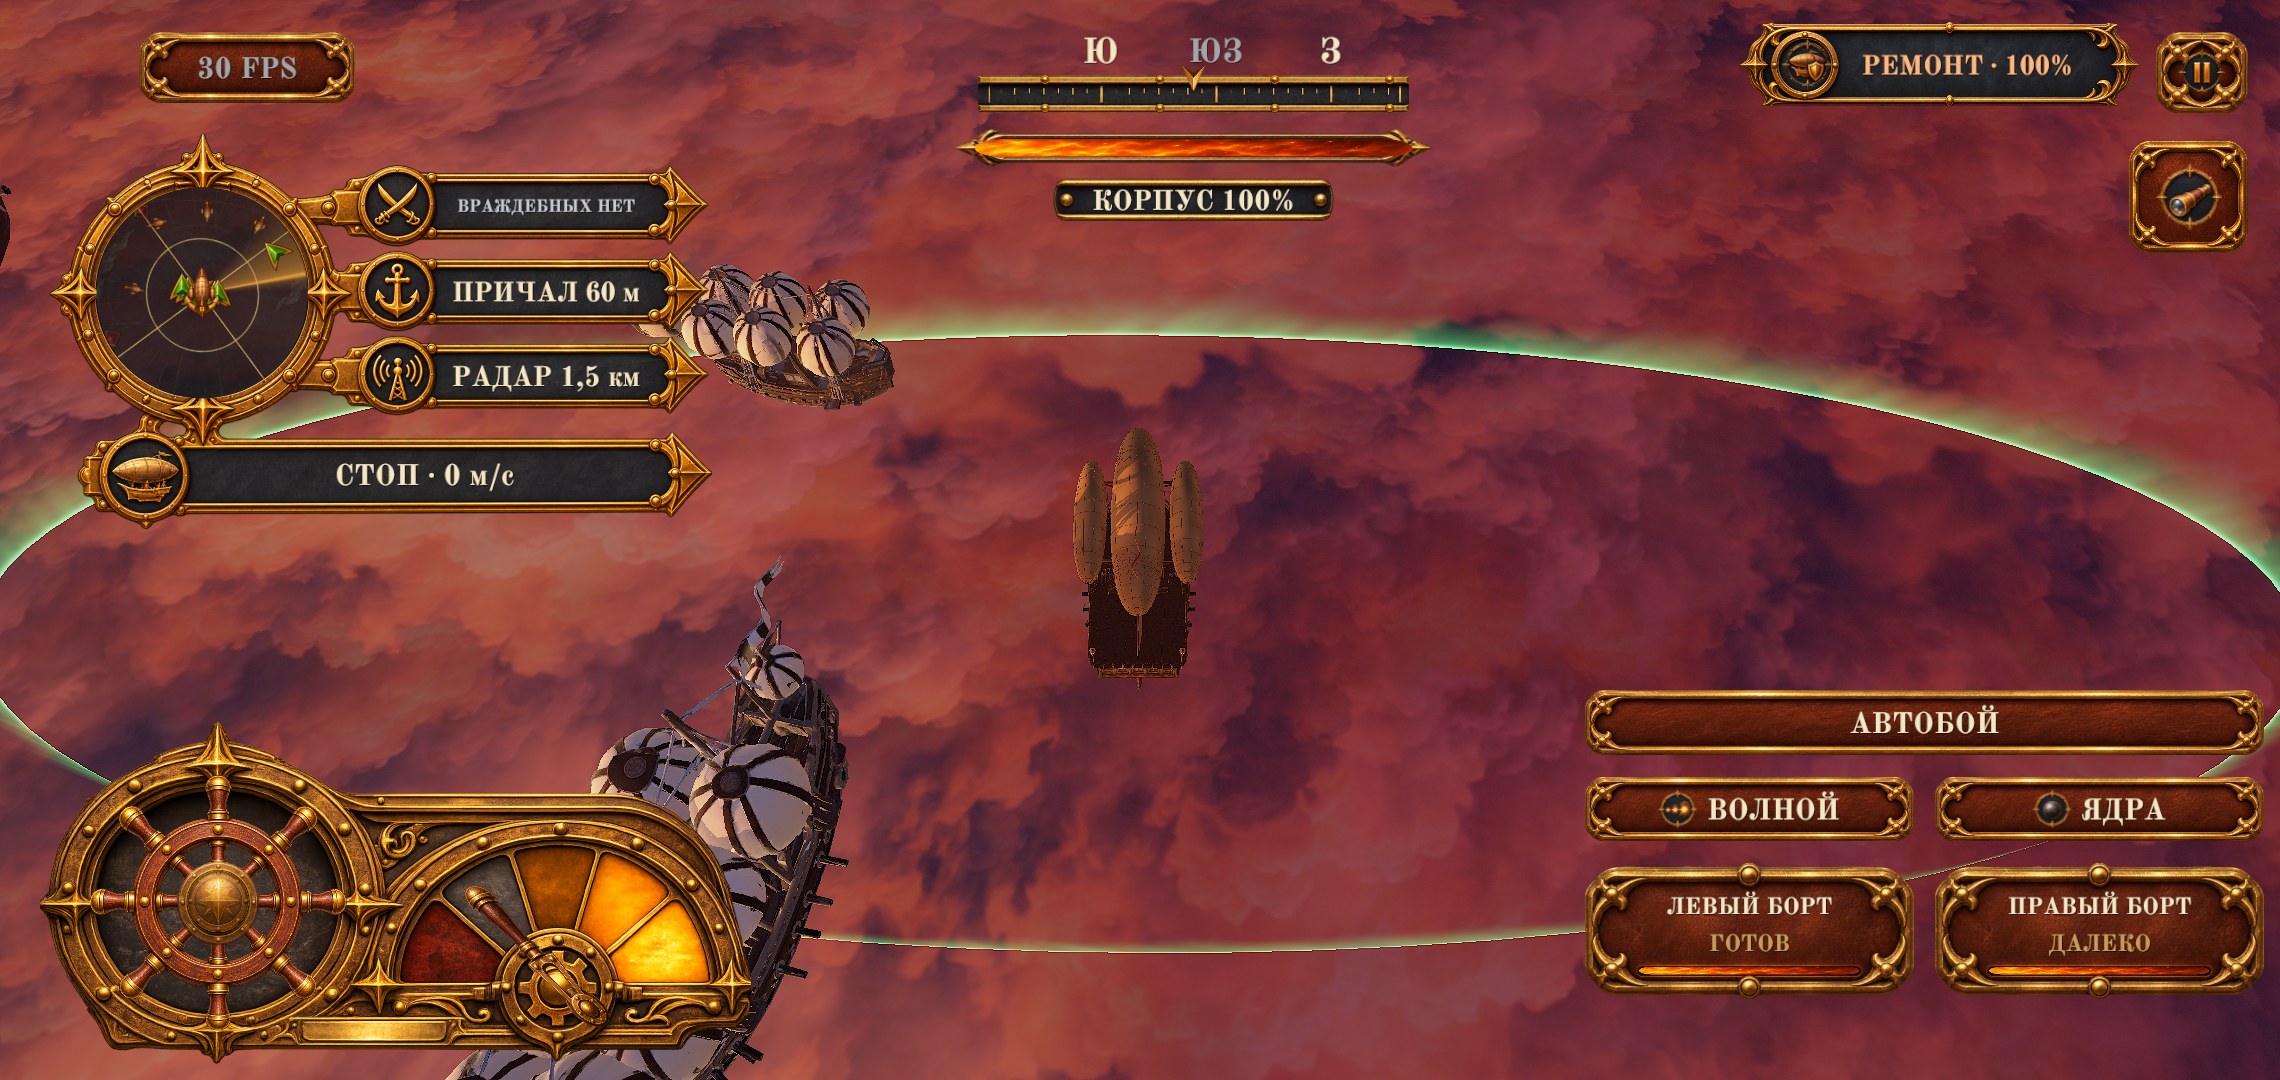 30 FPS
Ю ЮЗ З
РЕМОНТ · 100%
КОРПУС 100%
ВРАЖДЕБНЫХ НЕТ
ПРИЧАЛ 60 м
РАДАР 1,5 км
СТОП · 0 м/с
АВТОБОЙ
ВОЛНОЙ
ЯДРА
ЛЕВЫЙ БОРТ
ГОТОВ
ПРАВЫЙ БОРТ
ДАЛЕКО